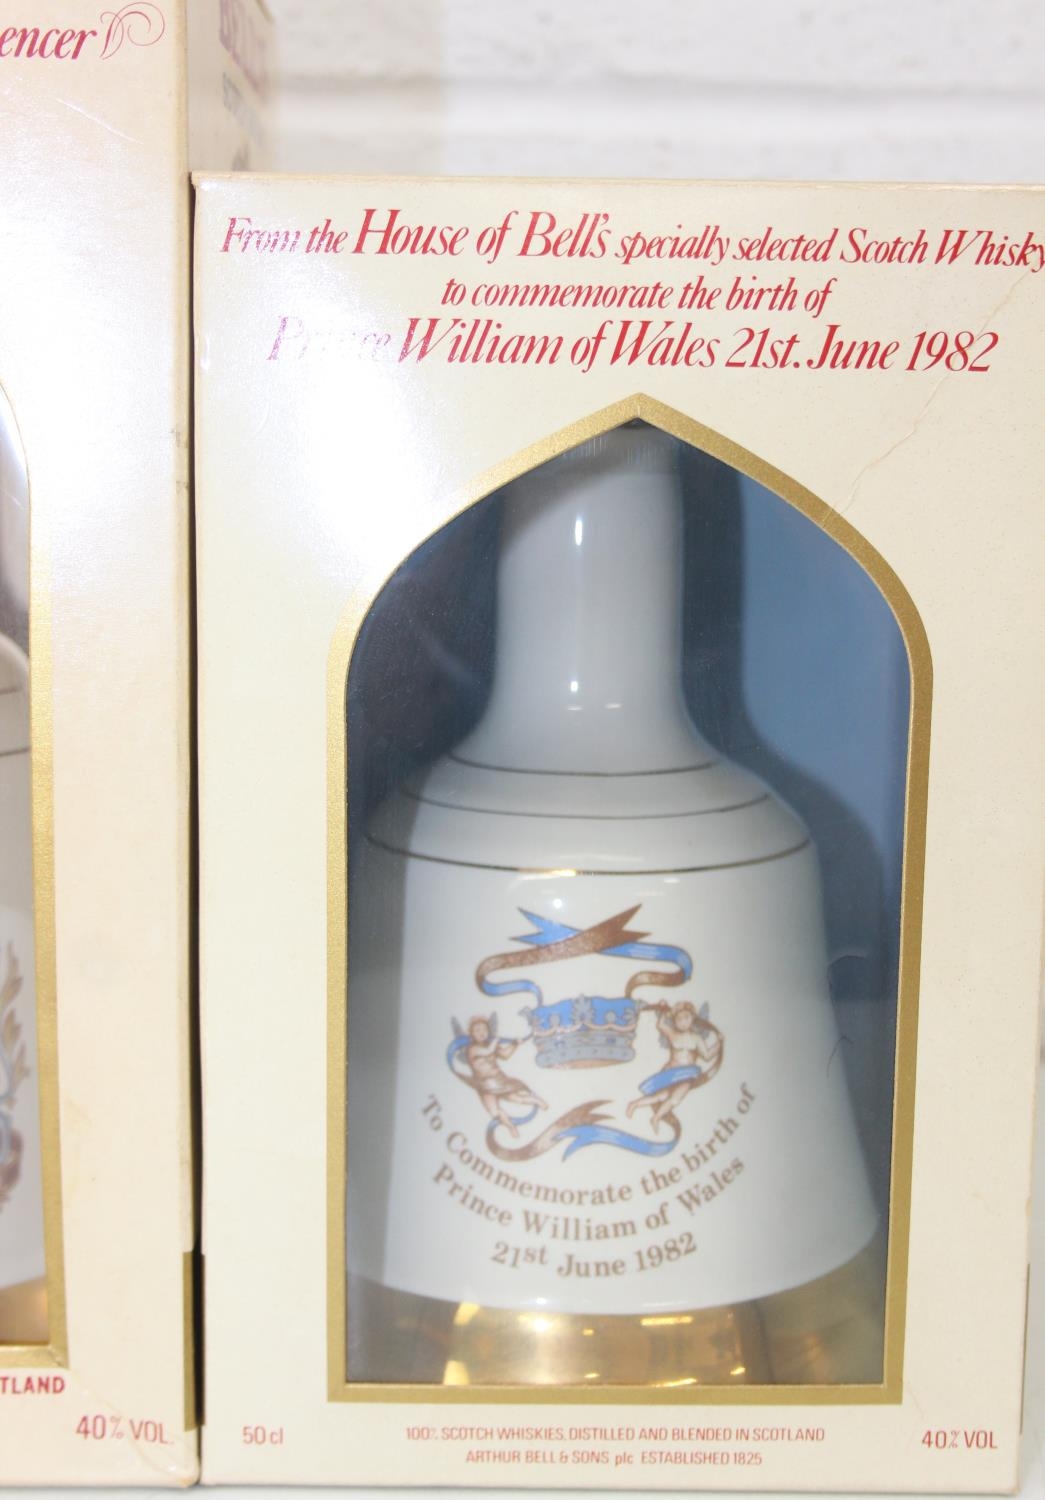 encer
BELL'S
From the House of Bell's specially selected Scotch Whisky
to commemorate the birth of
Prince William of Wales 21st. June 1982
To Commemorate the birth of
Prince William of Wales
21st June 1982
TLAND
40% VOL.
50 cl
100% SCOTCH WHISKIES, DISTILLED AND BLENDED IN SCOTLAND
40% VOL
ARTHUR BELL & SONS plc ESTABLISHED 1825